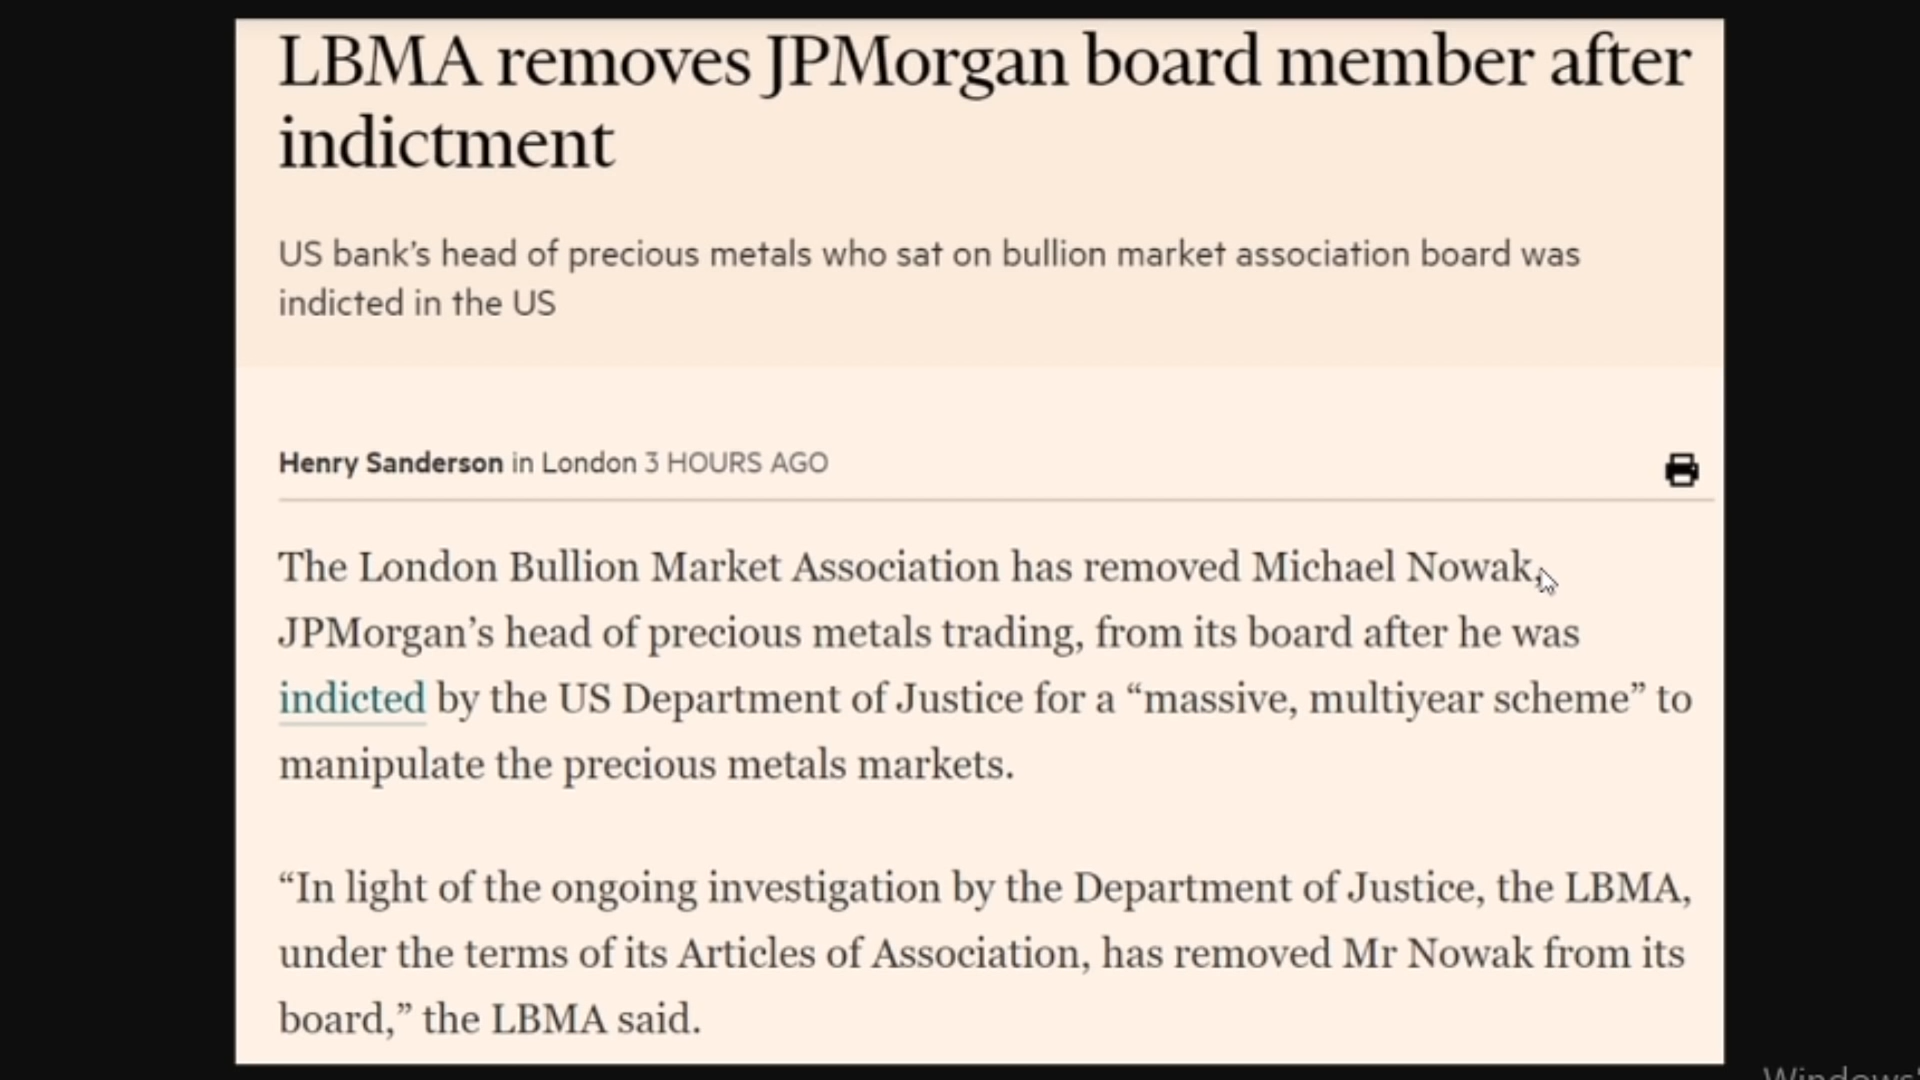 LBMA removes JPMorgan board member after
indictment
US bank’s head of precious metals who sat on bullion market association board was
indicted in the US
Henry Sanderson in London 3 HOURS AGO
The London Bullion Market Association has removed Michael Nowak,
JPMorgan’s head of precious metals trading, from its board after he was
indicted by the US Department of Justice for a “massive, multiyear scheme” to
manipulate the precious metals markets.
“In light of the ongoing investigation by the Department of Justice, the LBMA,
under the terms of its Articles of Association, has removed Mr Nowak from its
board,” the LBMA said.